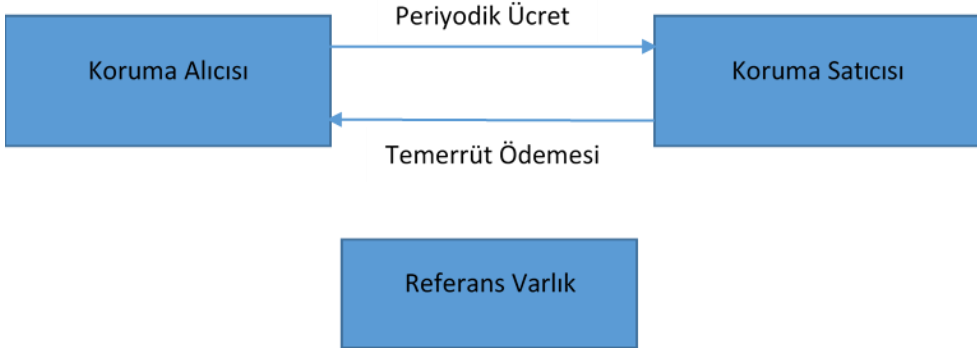 Periyodik Ücret
Koruma Alıcısı
Koruma Satıcısı
Temerrüt Ödemesi
Referans Varlık